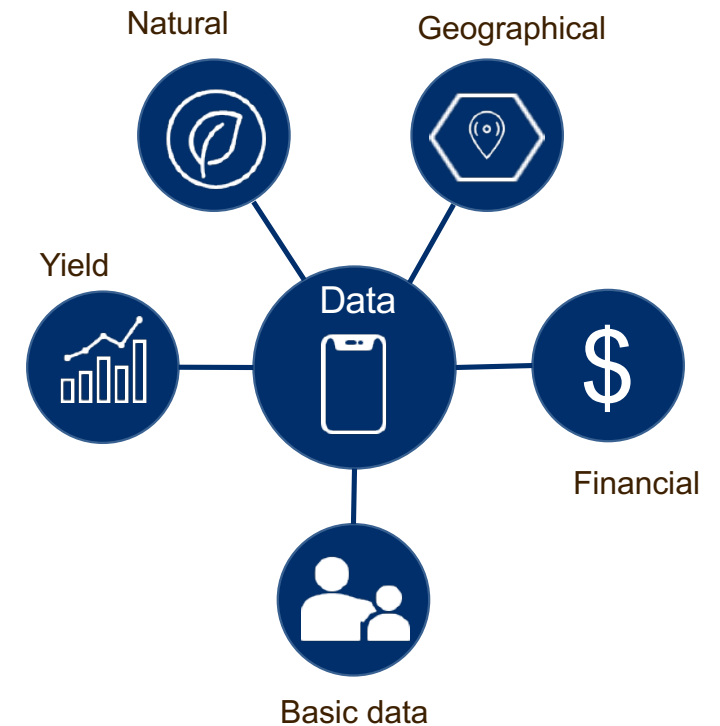 Natural
Geographical
Yield
Data
$
Financial
Basic data